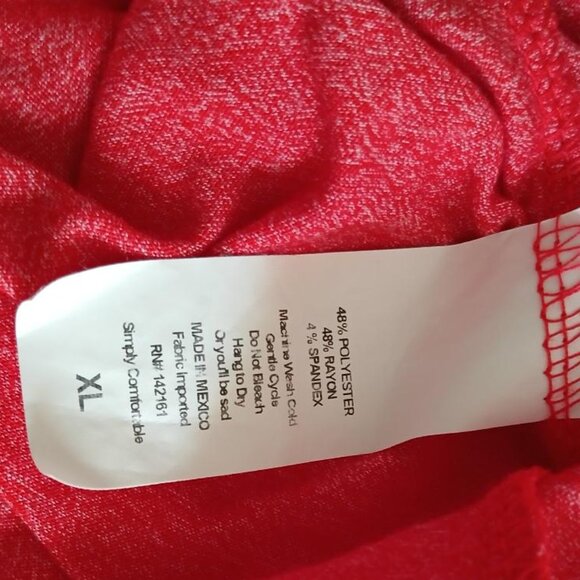 48% POLYESTER
48% RAYON
4% SPANDEX
Machine Wash Cold
Gentle Cycle
Do Not Bleach
Hang to Dry
Or you'll be sad
MADE IN MEXICO
Fabric Imported
RN# 142161
Simply Comfortable
XL